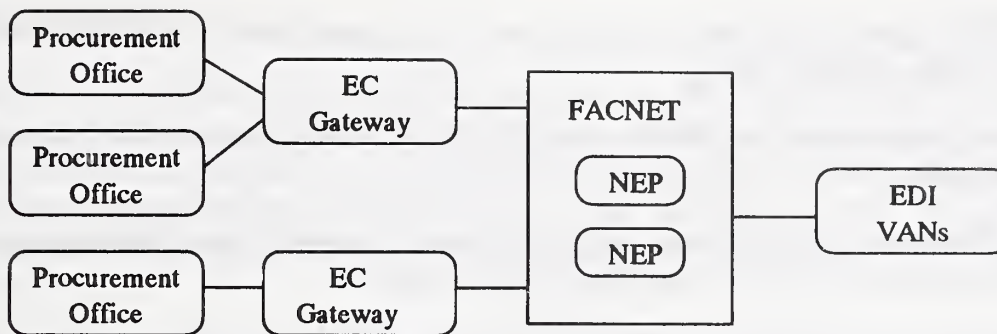 Procurement
Office
EC
Gateway
Procurement
Office
FACNET
NEP
NEP
EDI
VANs
Procurement
Office
EC
Gateway